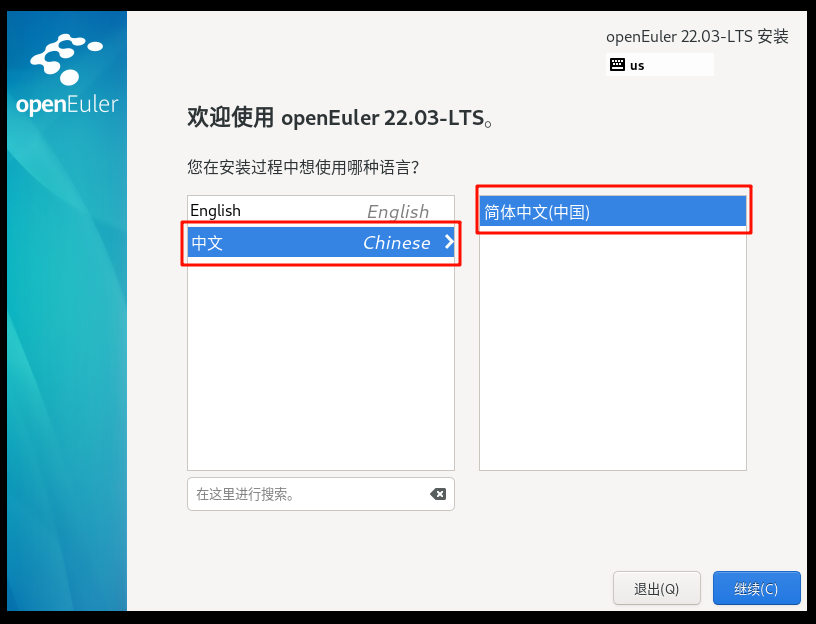 openEuler
openEuler 22.03-LTS 安装
us
欢迎使用 openEuler 22.03-LTS。
您在安装过程中想使用哪种语言？
English English
中文 Chinese
简体中文(中国)
在这里进行搜索。
退出(Q) 继续(C)